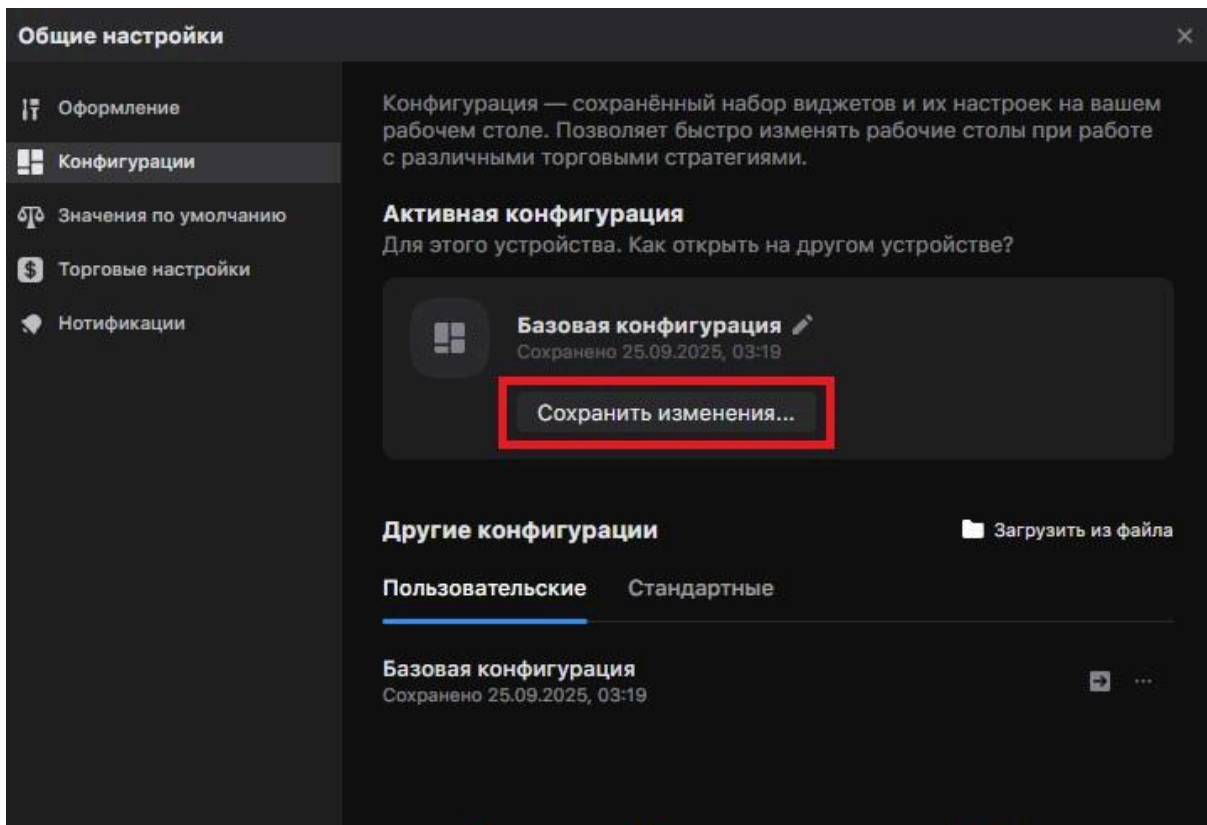 Общие настройки
Оформление
Конфигурации
Значения по умолчанию
Торговые настройки
Нотификации
Конфигурация — сохранённый набор виджетов и их настроек на вашем
рабочем столе. Позволяет быстро изменять рабочие столы при работе
с различными торговыми стратегиями.
Активная конфигурация
Для этого устройства. Как открыть на другом устройстве?
Базовая конфигурация
Сохранено 25.09.2025, 03:19
Сохранить изменения...
Другие конфигурации
Загрузить из файла
Пользовательские Стандартные
Базовая конфигурация
Сохранено 25.09.2025, 03:19